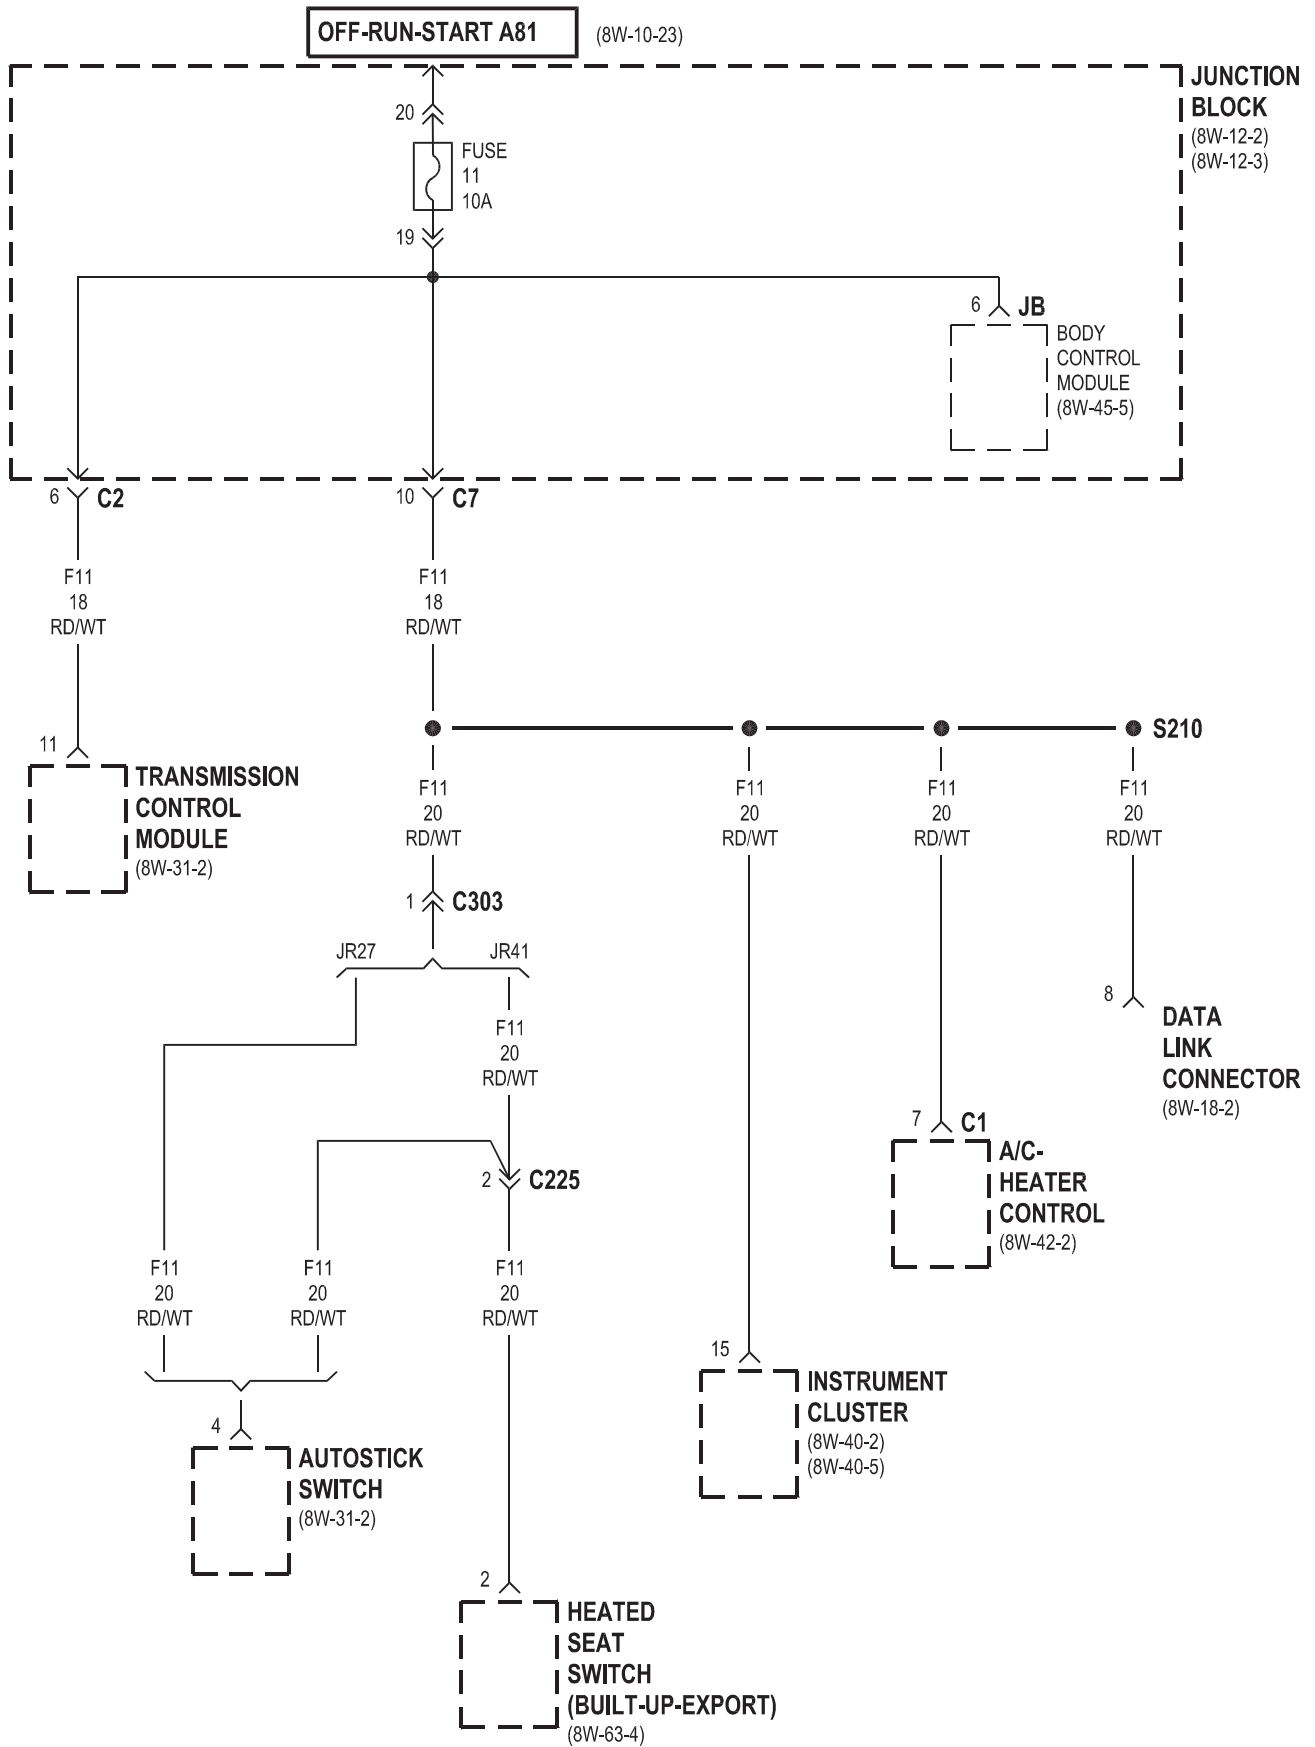 OFF-RUN-START A81
(8W-10-23)
JUNCTION
BLOCK
(8W-12-2)
(8W-12-3)
20
FUSE
11
10A
19
6
JB
BODY
CONTROL
MODULE
(8W-45-5)
6
C2
10
C7
F11
18
RD/WT
F11
18
RD/WT
S210
11
TRANSMISSION
CONTROL
MODULE
(8W-31-2)
F11
20
RD/WT
F11
20
RD/WT
F11
20
RD/WT
F11
20
RD/WT
1
C303
JR27
JR41
F11
20
RD/WT
8
DATA
LINK
CONNECTOR
(8W-18-2)
7
C1
A/C-
HEATER
CONTROL
(8W-42-2)
2
C225
F11
20
RD/WT
F11
20
RD/WT
F11
20
RD/WT
15
INSTRUMENT
CLUSTER
(8W-40-2)
(8W-40-5)
4
AUTOSTICK
SWITCH
(8W-31-2)
2
HEATED
SEAT
SWITCH
(BUILT-UP-EXPORT)
(8W-63-4)